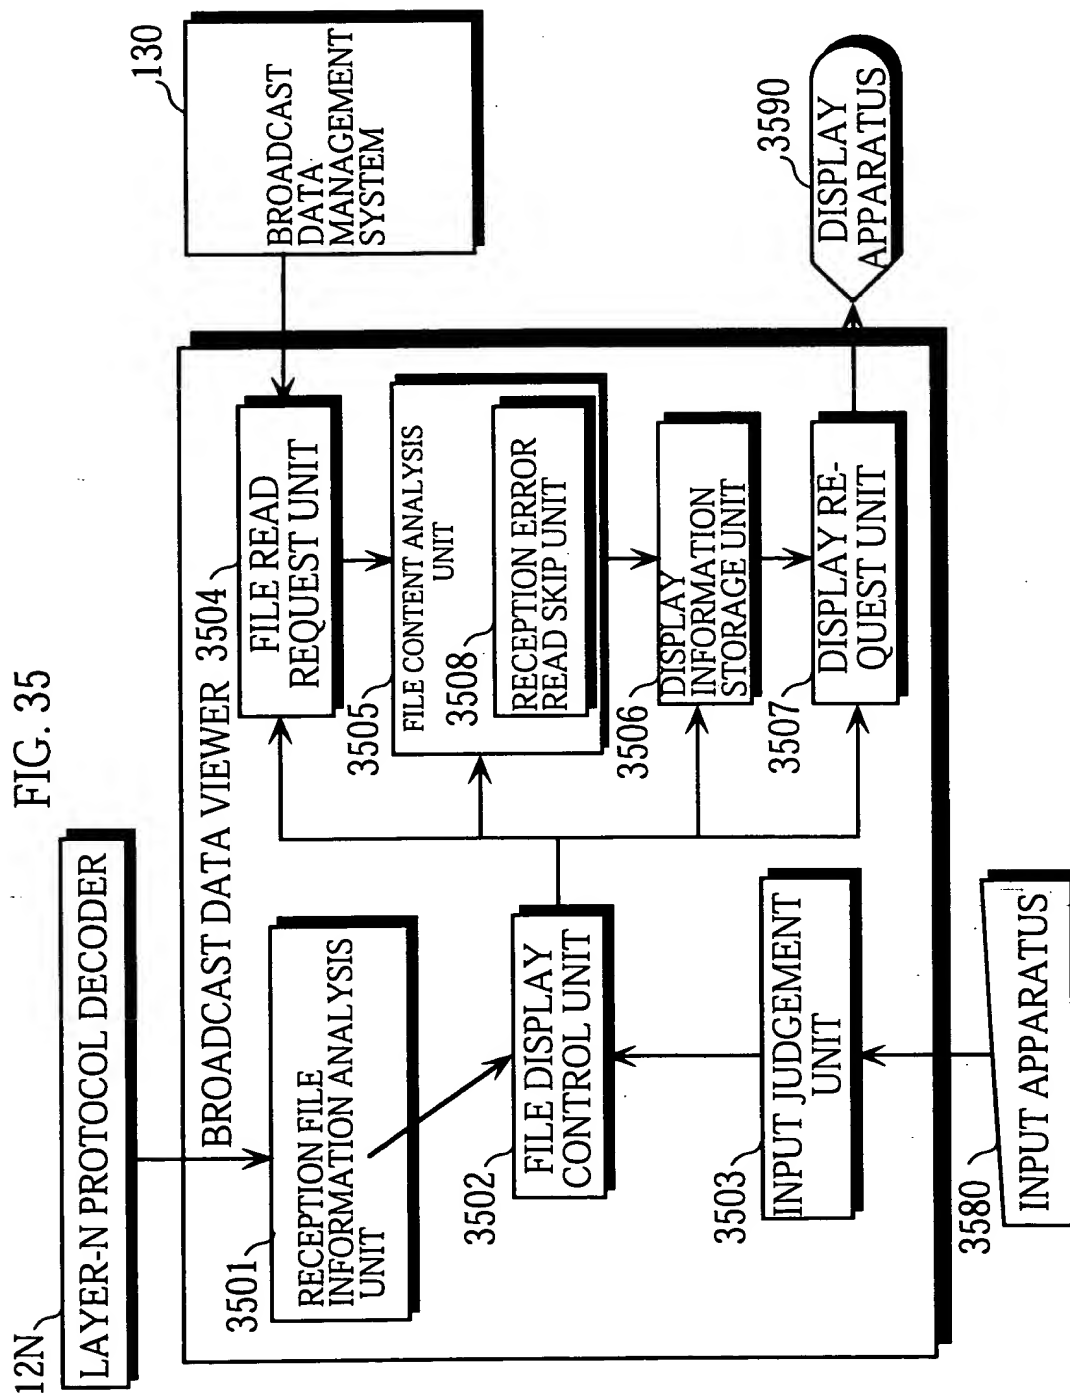 FIG. 35
12N
LAYER-N PROTOCOL DECODER
130
BROADCAST
DATA
MANAGEMENT
SYSTEM
BROADCAST DATA VIEWER
3501
RECEPTION FILE
INFORMATION ANALYSIS
UNIT
3504
FILE READ
REQUEST UNIT
3505
FILE CONTENT ANALYSIS
UNIT
3508
RECEPTION ERROR
READ SKIP UNIT
3502
FILE DISPLAY
CONTROL UNIT
3506
DISPLAY
INFORMATION
STORAGE UNIT
3503
INPUT JUDGEMENT
UNIT
3507
DISPLAY RE-
QUEST UNIT
3590
DISPLAY
APPARATUS
3580
INPUT APPARATUS